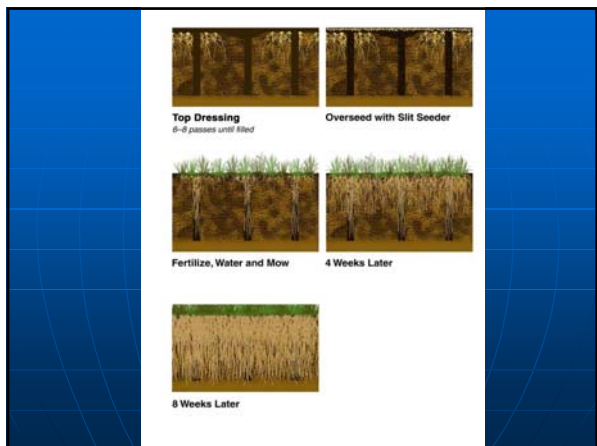 Top Dressing
6–8 passes until filled
Overseed with Slit Seeder
Fertilize, Water and Mow
4 Weeks Later
8 Weeks Later